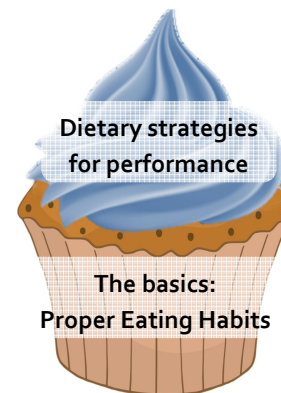 Dietary strategies
for performance
The basics:
Proper Eating Habits